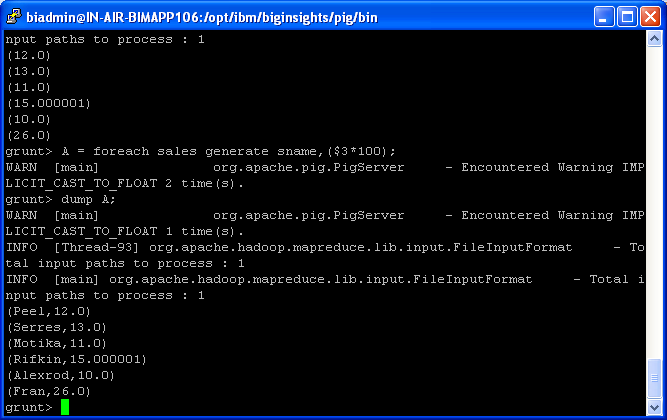 biadmin@IN-AIR-BIMAPP106:/opt/ibm/biginsights/pig/bin
nput paths to process : 1
(12.0)
(13.0)
(11.0)
(15.000001)
(10.0)
(26.0)
grunt> A = foreach sales generate sname,($3*100);
WARN  [main]           org.apache.pig.PigServer     - Encountered Warning IMP
LICIT_CAST_TO_FLOAT 2 time(s).
grunt> dump A;
WARN  [main]           org.apache.pig.PigServer     - Encountered Warning IMP
LICIT_CAST_TO_FLOAT 1 time(s).
INFO  [Thread-93] org.apache.hadoop.mapreduce.lib.input.FileInputFormat     - To
tal input paths to process : 1
INFO  [main] org.apache.hadoop.mapreduce.lib.input.FileInputFormat     - Total i
nput paths to process : 1
(Peel,12.0)
(Serres,13.0)
(Motika,11.0)
(Rifkin,15.000001)
(Alexrod,10.0)
(Fran,26.0)
grunt>